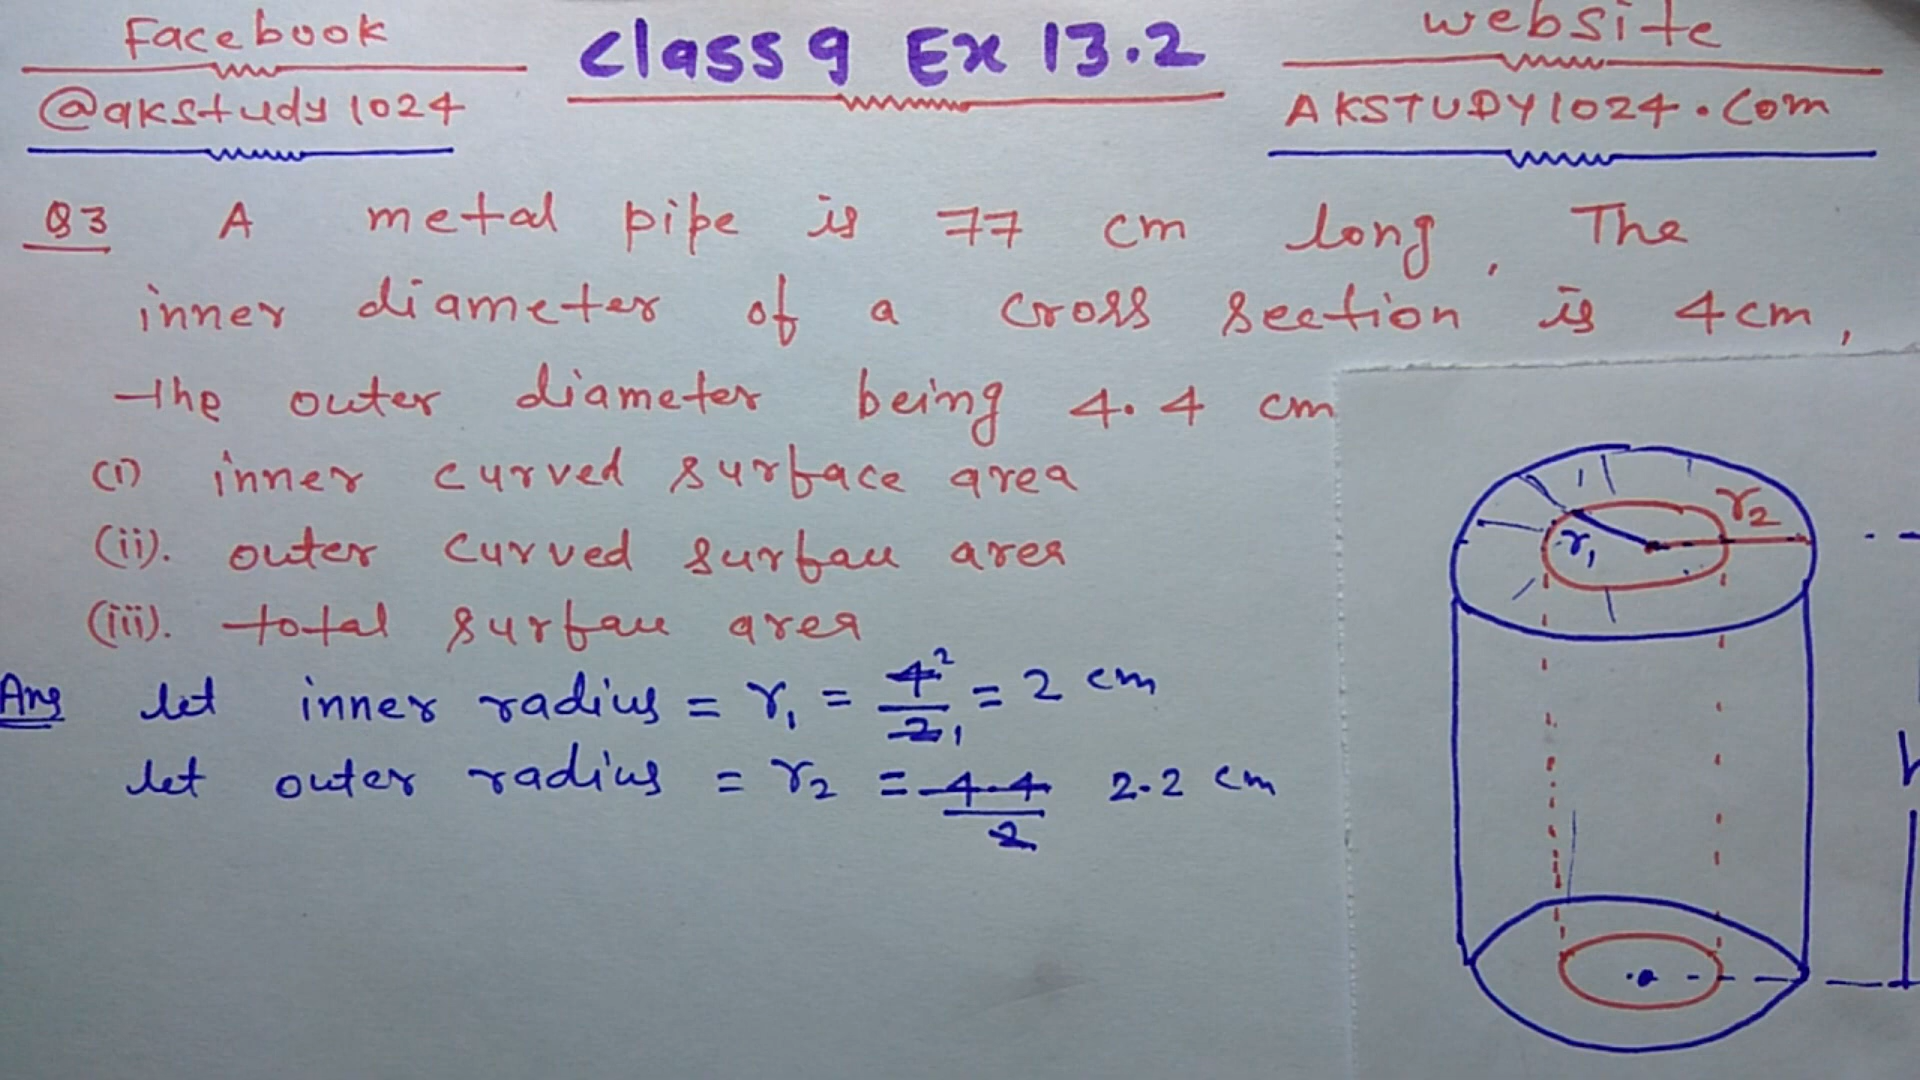 Facebook
@akstudy1024
Class 9 Ex 13.2
website
AKSTUDY1024.Com
Q3 A metal pipe is 77 cm long. The
inner diameter of a cross section is 4cm,
the outer diameter being 4.4 cm
(i) inner curved surface area
(ii). outer curved surface area
(iii). total surface area
Ans let inner radius = r₁ = 4²/2₁ = 2 cm
let outer radius = r₂ = 4.4/2 2.2 cm
r₂
r₁
h